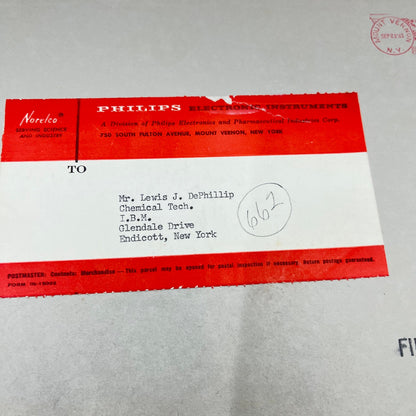 MOUNT VERNON
N.Y.
Norelco
SERVING SCIENCE
AND INDUSTRY
PHILIPS ELECTRONIC INSTRUMENTS
A Division of Philips Electronics and Pharmaceutical Industries Corp.
750 SOUTH FULTON AVENUE, MOUNT VERNON, NEW YORK
TO
Mr. Lewis J. DePhillip
Chemical Tech.
I.B.M.
Glendale Drive
Endicott, New York
667
POSTMASTER: Contents: Merchandise — This parcel may be opened for postal inspection if necessary. Return postage guaranteed.
FI